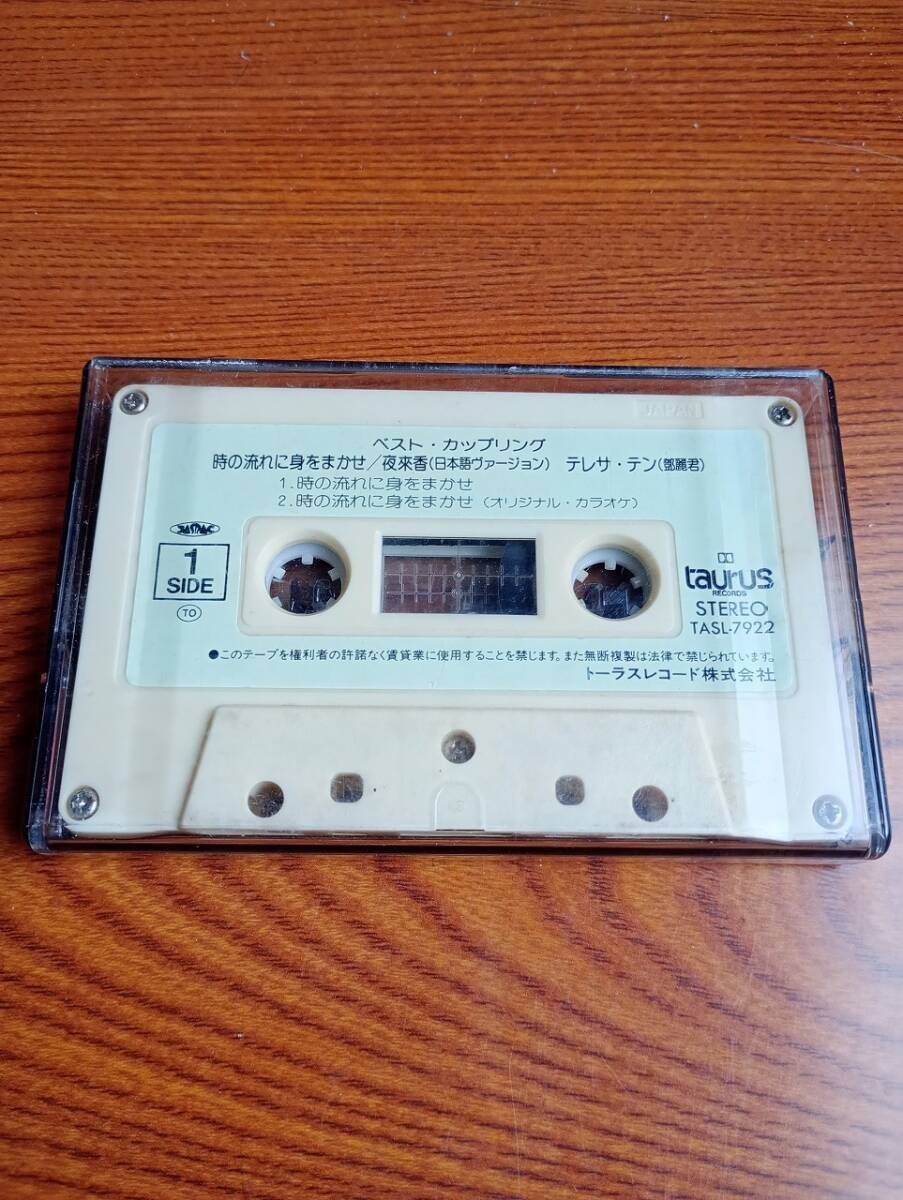 JAPAN
ベスト・カップリング
時の流れに身をまかせ/夜來香(日本語ヴァージョン) テレサ・テン(鄧麗君)
1.時の流れに身をまかせ
2.時の流れに身をまかせ(オリジナル・カラオケ)
JASRAC
1
SIDE
TO
taurus
RECORDS
STEREO
TASL-7922
●このテープを権利者の許諾なく賃貸業に使用することを禁じます。また無断複製は法律で禁じられています。
トーラスレコード株式会社